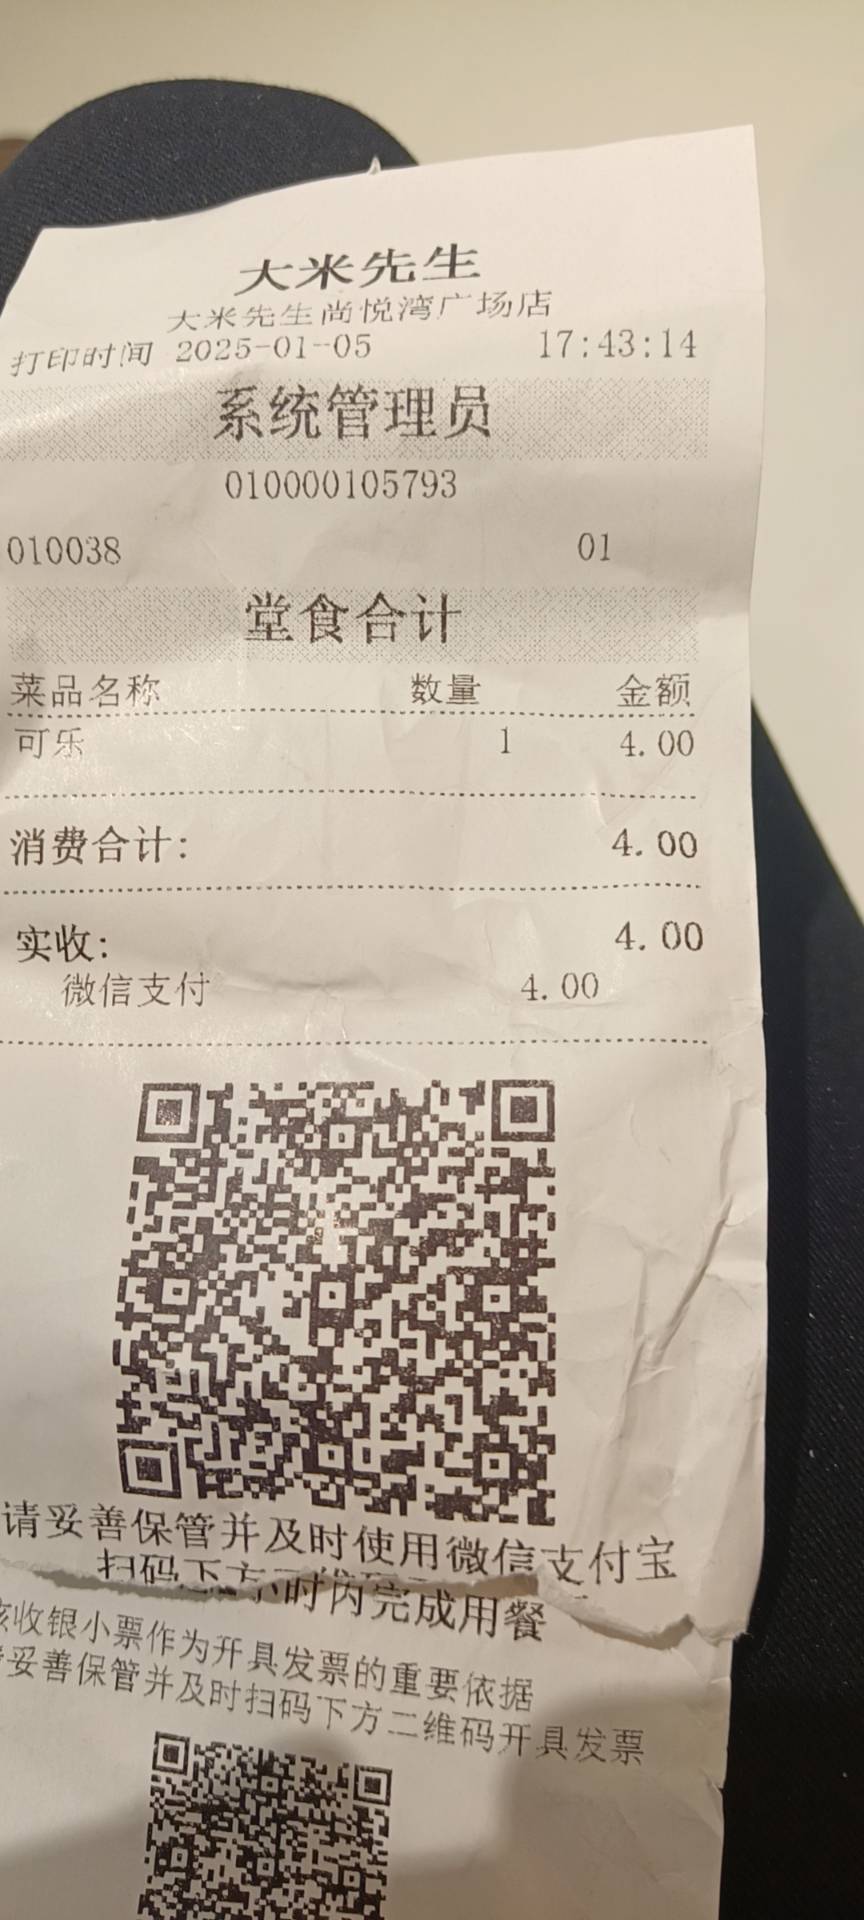 大米先生
大米先生尚悦湾广场店
打印时间 2025-01-05 17:43:14
系统管理员
010000105793
010038 01
堂食合计
菜品名称 数量 金额
可乐 1 4.00
消费合计: 4.00
实收: 4.00
微信支付 4.00
请妥善保管并及时使用微信支付宝
扫码下方
小时内完成用餐
收银小票作为开具发票的重要依据
妥善保管并及时扫码下方二维码开具发票